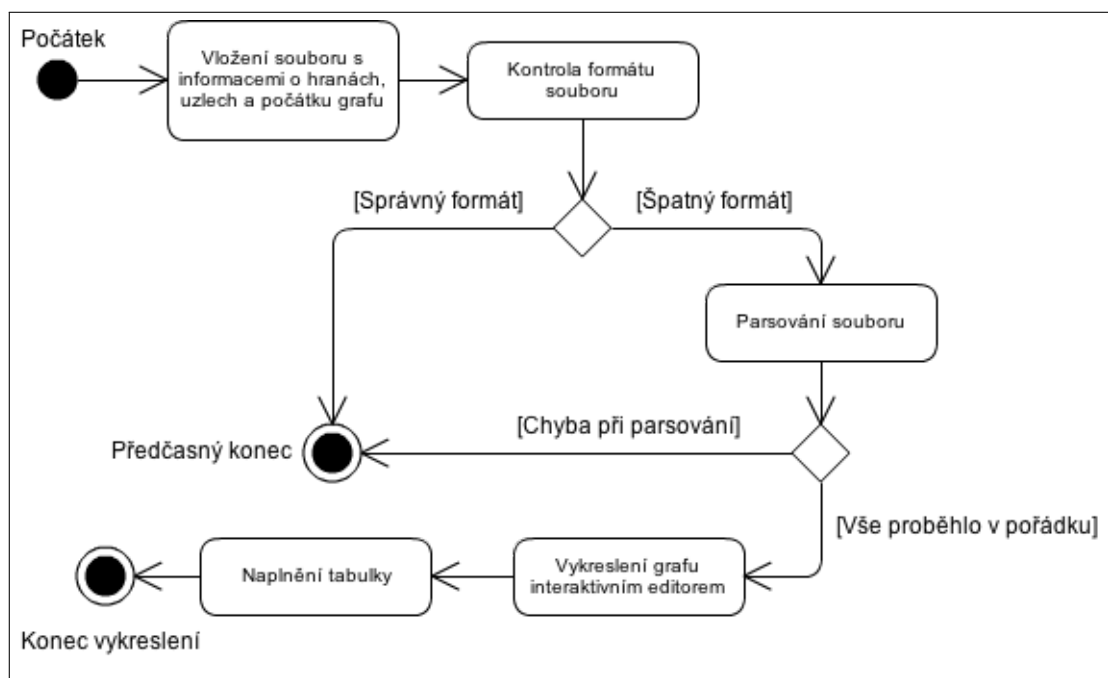 Počátek
Vložení souboru s
informacemi o hranách,
uzlech a počátku grafu
Kontrola formátu
souboru
[Správný formát]
[Špatný formát]
Parsování souboru
[Chyba při parsování]
Předčasný konec
[Vše proběhlo v pořádku]
Vykreslení grafu
interaktivním editorem
Naplnění tabulky
Konec vykreslení